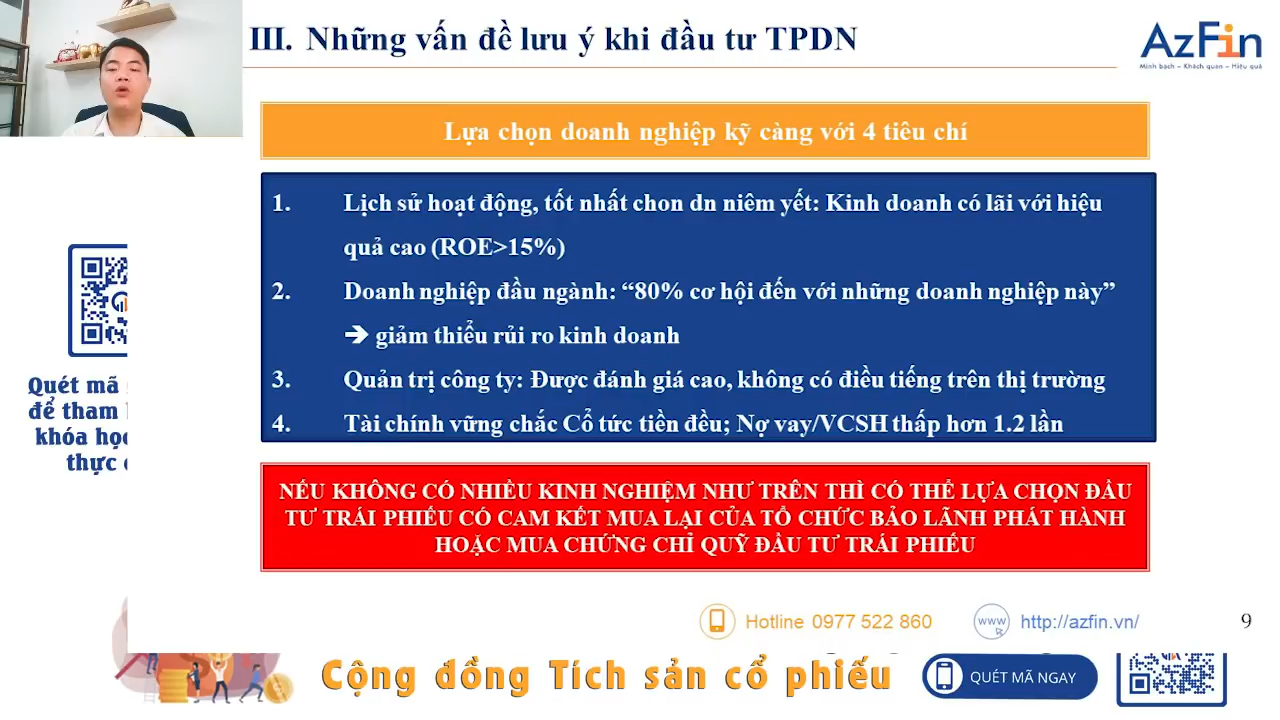 III. Những vấn đề lưu ý khi đầu tư TPDN
AzFin
Minh bạch – Khách quan – Hiệu quả
Lựa chọn doanh nghiệp kỹ càng với 4 tiêu chí
1. Lịch sử hoạt động, tốt nhất chon dn niêm yết: Kinh doanh có lãi với hiệu
quả cao (ROE>15%)
2. Doanh nghiệp đầu ngành: “80% cơ hội đến với những doanh nghiệp này”
➔ giảm thiểu rủi ro kinh doanh
3. Quản trị công ty: Được đánh giá cao, không có điều tiếng trên thị trường
4. Tài chính vững chắc Cổ tức tiền đều; Nợ vay/VCSH thấp hơn 1.2 lần
NẾU KHÔNG CÓ NHIỀU KINH NGHIỆM NHƯ TRÊN THÌ CÓ THỂ LỰA CHỌN ĐẦU
TƯ TRÁI PHIẾU CÓ CAM KẾT MUA LẠI CỦA TỔ CHỨC BẢO LÃNH PHÁT HÀNH
HOẶC MUA CHỨNG CHỈ QUỸ ĐẦU TƯ TRÁI PHIẾU
Quét mã
để tham
khóa học
thực
Hotline 0977 522 860
www
http://azfin.vn/
9
Cộng đồng Tích sản cổ phiếu
QUÉT MÃ NGAY